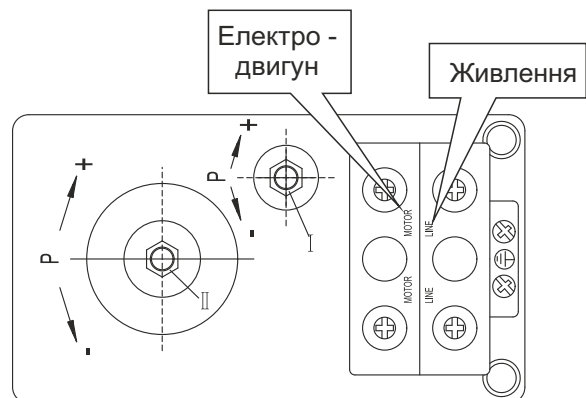 Електро -
двигун
Живлення
+
P
-
+
P
-
I
II
MOTOR
LINE
MOTOR
LINE